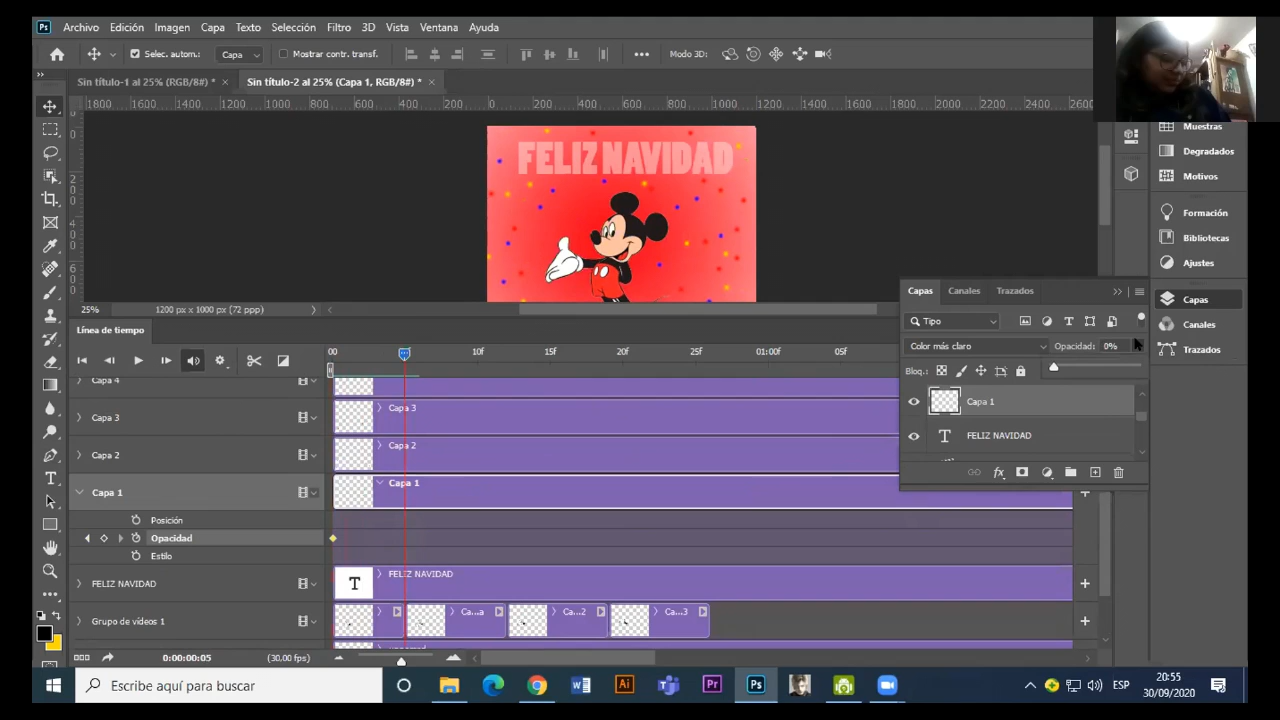 Ps Archivo Edición Imagen Capa Texto Selección Filtro 3D Vista Ventana Ayuda
Selec. autom.: Capa Mostrar contr. transf. Modo 3D:
Sin título-1 al 25% (RGB/8#) * × Sin título-2 al 25% (Capa 1, RGB/8#) * ×
1800 1600 1400 1200 1000 800 600 400 200 0 200 400 600 800 1000 1200 1400 1600 1800 2000 2200 2400 2600
0
200
400
600
FELIZ NAVIDAD
Muestras
Degradados
Motivos
Formación
Bibliotecas
Ajustes
Capas
Canales
Trazados
25% 1200 px x 1000 px (72 ppp)
Capas Canales Trazados
Tipo
Color más claro Opacidad: 0%
Bloq.:
Capa 1
FELIZ NAVIDAD
fx
Línea de tiempo
00 10f 15f 20f 25f 01:00f 05f
Capa 4
Capa 3 Capa 3
Capa 2 Capa 2
Capa 1 Capa 1
Posición
Opacidad
Estilo
FELIZ NAVIDAD T FELIZ NAVIDAD
Grupo de vídeos 1 Ca...a Ca...2 Ca...3
0:00:00:05 (30,00 fps)
Escribe aquí para buscar
ESP
20:55
30/09/2020